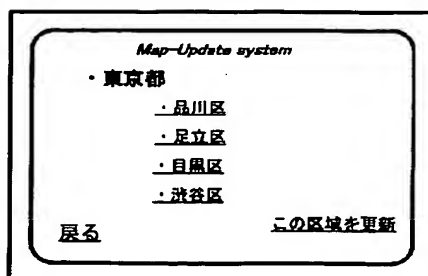 Map-Update system
・東京都
・品川区
・足立区
・目黒区
・渋谷区
戻る この区域を更新